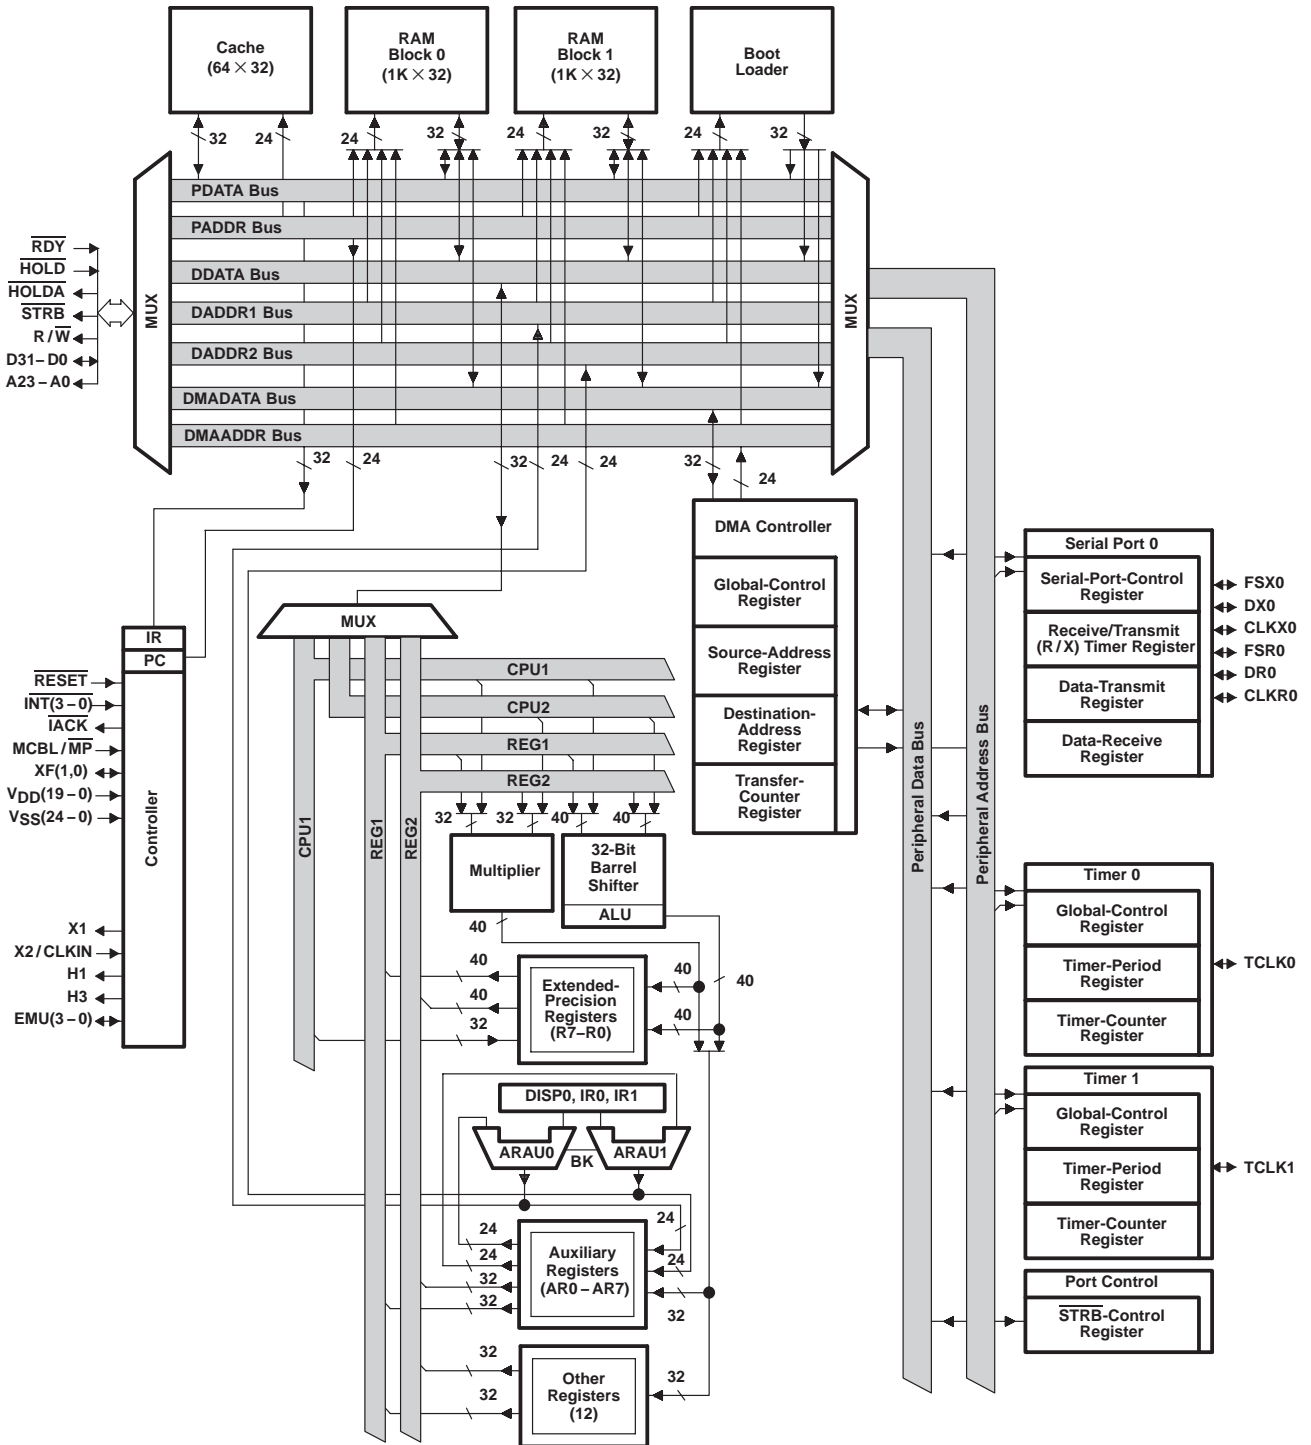 Cache
(64 × 32)
RAM
Block 0
(1K × 32)
RAM
Block 1
(1K × 32)
Boot
Loader
32
24
24
32
24
32
24
32
PDATA Bus
PADDR Bus
DDATA Bus
DADDR1 Bus
DADDR2 Bus
DMADATA Bus
DMAADDR Bus
MUX
MUX
RDY
HOLD
HOLDA
STRB
R/W
D31–D0
A23–A0
32
24
32
24
24
32
24
DMA Controller
Global-Control
Register
Source-Address
Register
Destination-
Address
Register
Transfer-
Counter
Register
Peripheral Data Bus
Peripheral Address Bus
Serial Port 0
Serial-Port-Control
Register
Receive/Transmit
(R/X) Timer Register
Data-Transmit
Register
Data-Receive
Register
FSX0
DX0
CLKX0
FSR0
DR0
CLKR0
IR
PC
Controller
RESET
INT(3–0)
IACK
MCBL/MP
XF(1,0)
VDD(19–0)
VSS(24–0)
X1
X2/CLKIN
H1
H3
EMU(3–0)
MUX
CPU1
CPU2
REG1
REG2
CPU1
REG1
REG2
32
32
40
40
Multiplier
32-Bit
Barrel
Shifter
ALU
40
40
40
40
32
Extended-
Precision
Registers
(R7–R0)
40
40
40
Timer 0
Global-Control
Register
Timer-Period
Register
Timer-Counter
Register
TCLK0
Timer 1
Global-Control
Register
Timer-Period
Register
Timer-Counter
Register
TCLK1
Port Control
STRB-Control
Register
DISP0, IR0, IR1
ARAU0
BK
ARAU1
24
24
32
32
Auxiliary
Registers
(AR0–AR7)
24
24
32
32
32
Other
Registers
(12)
32